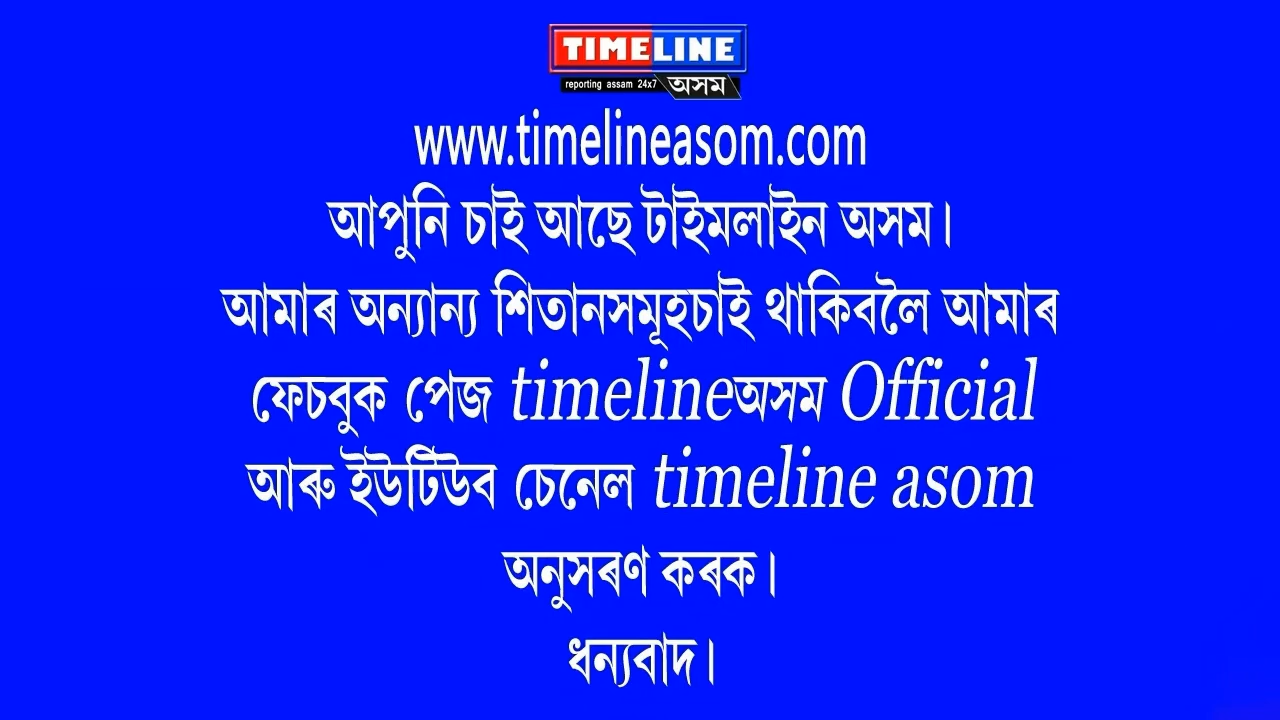 TIMELINE
reporting assam 24x7 অসম
www.timelineasom.com
আপুনি চাই আছে টাইমলাইন অসম।
আমাৰ অন্যান্য শিতানসমূহচাই থাকিবলৈ আমাৰ
ফেচবুক পেজ timelineঅসম Official
আৰু ইউটিউব চেনেল timeline asom
অনুসৰণ কৰক।
ধন্যবাদ।